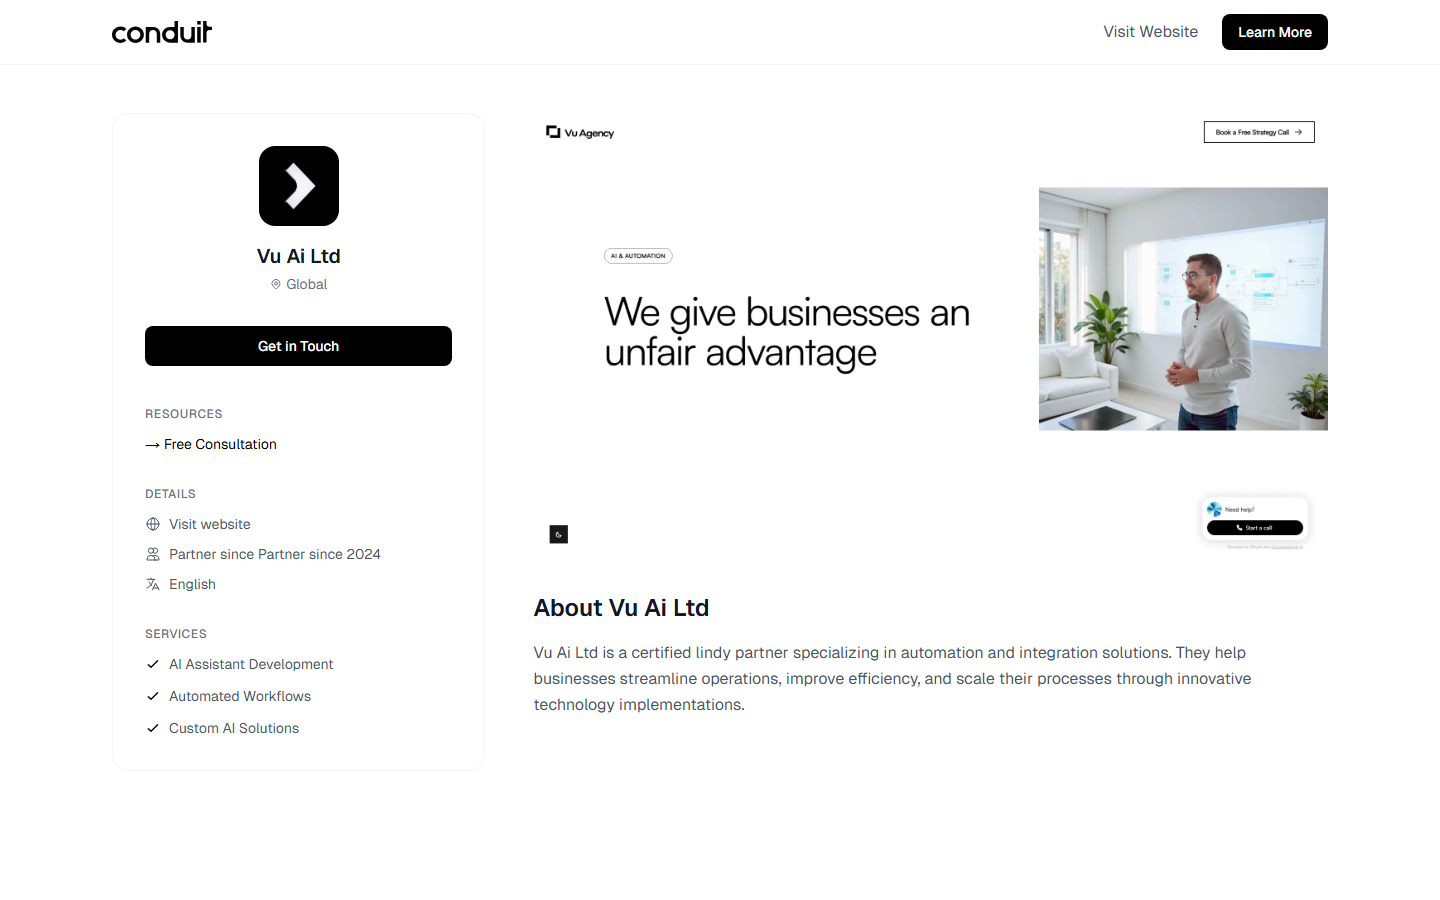 conduit
Visit Website
Learn More
Vu Ai Ltd
Global
Get in Touch
RESOURCES
→ Free Consultation
DETAILS
Visit website
Partner since Partner since 2024
English
SERVICES
AI Assistant Development
Automated Workflows
Custom AI Solutions
Vu Agency
Book a Free Strategy Call →
AI & AUTOMATION
We give businesses an
unfair advantage
Need help?
Start a call
About Vu Ai Ltd
Vu Ai Ltd is a certified lindy partner specializing in automation and integration solutions. They help
businesses streamline operations, improve efficiency, and scale their processes through innovative
technology implementations.